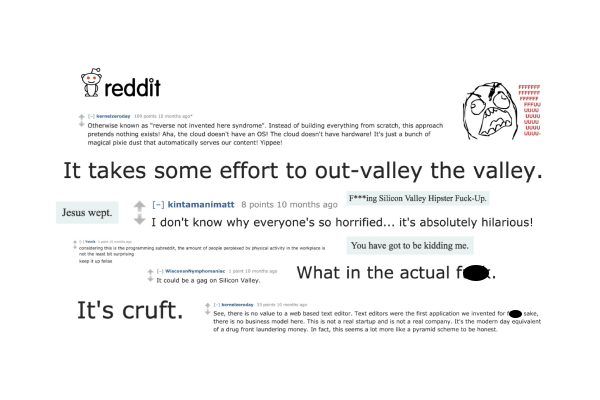 reddit
FFFFFFF
FFFFFFF
FFFFFF
FFFUU
UUUU
UUUU
UUUU
UUUU-
[-] kernelzeroday 109 points 10 months ago*
Otherwise known as "reverse not invented here syndrome". Instead of building everything from scratch, this approach
pretends nothing exists! Aha, the cloud doesn't have an OS! The cloud doesn't have hardware! It's just a bunch of
magical pixie dust that automatically serves our content! Yippee!
It takes some effort to out-valley the valley.
F***ing Silicon Valley Hipster Fuck-Up.
Jesus wept.
[-] kintamanimatt 8 points 10 months ago
I don't know why everyone's so horrified... it's absolutely hilarious!
[-] 1 point 10 months ago
considering this is the programming subreddit, the amount of people perplexed by physical activity in the workplace is
not the least bit surprising
keep it up fellas
You have got to be kidding me.
[-] WisconsnNymphomaniac 1 point 10 months ago
It could be a gag on Silicon Valley.
What in the actual f k.
It's cruft.
[-] kernelzeroday 33 points 10 months ago
See, there is no value to a web based text editor. Text editors were the first application we invented for f sake,
there is no business model here. This is not a real startup and is not a real company. It's the modern day equivalent
of a drug front laundering money. In fact, this seems a lot more like a pyramid scheme to be honest.